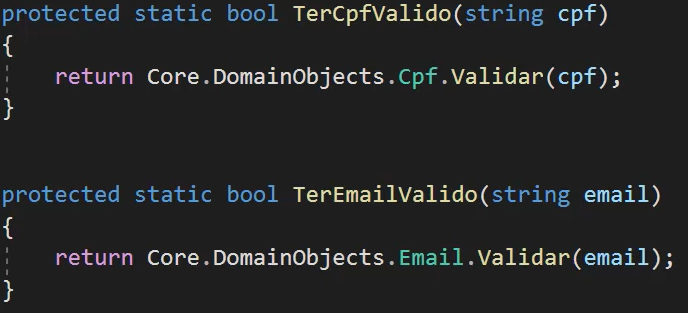 protected static bool TerCpfValido(string cpf)
{
return Core.DomainObjects.Cpf.Validar(cpf);
}
protected static bool TerEmailValido(string email)
{
return Core.DomainObjects.Email.Validar(email);
}